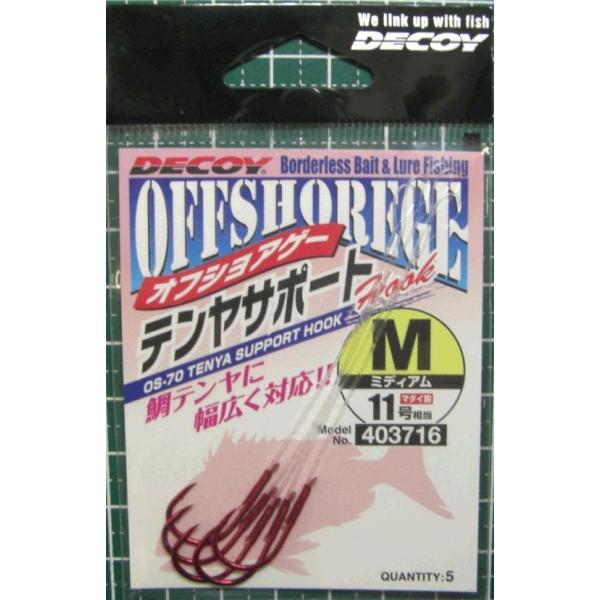 We link up with fish
DECOY
DECOY
Borderless Bait & Lure Fishing
OFFSHOREGE
オフショアゲー
テンヤサポート
Hook
OS-70 TENYA SUPPORT HOOK
鯛テンヤに
幅広く対応!!
M
ミディアム
マダイ鈎
11号相当
Model No. 403716
QUANTITY:5